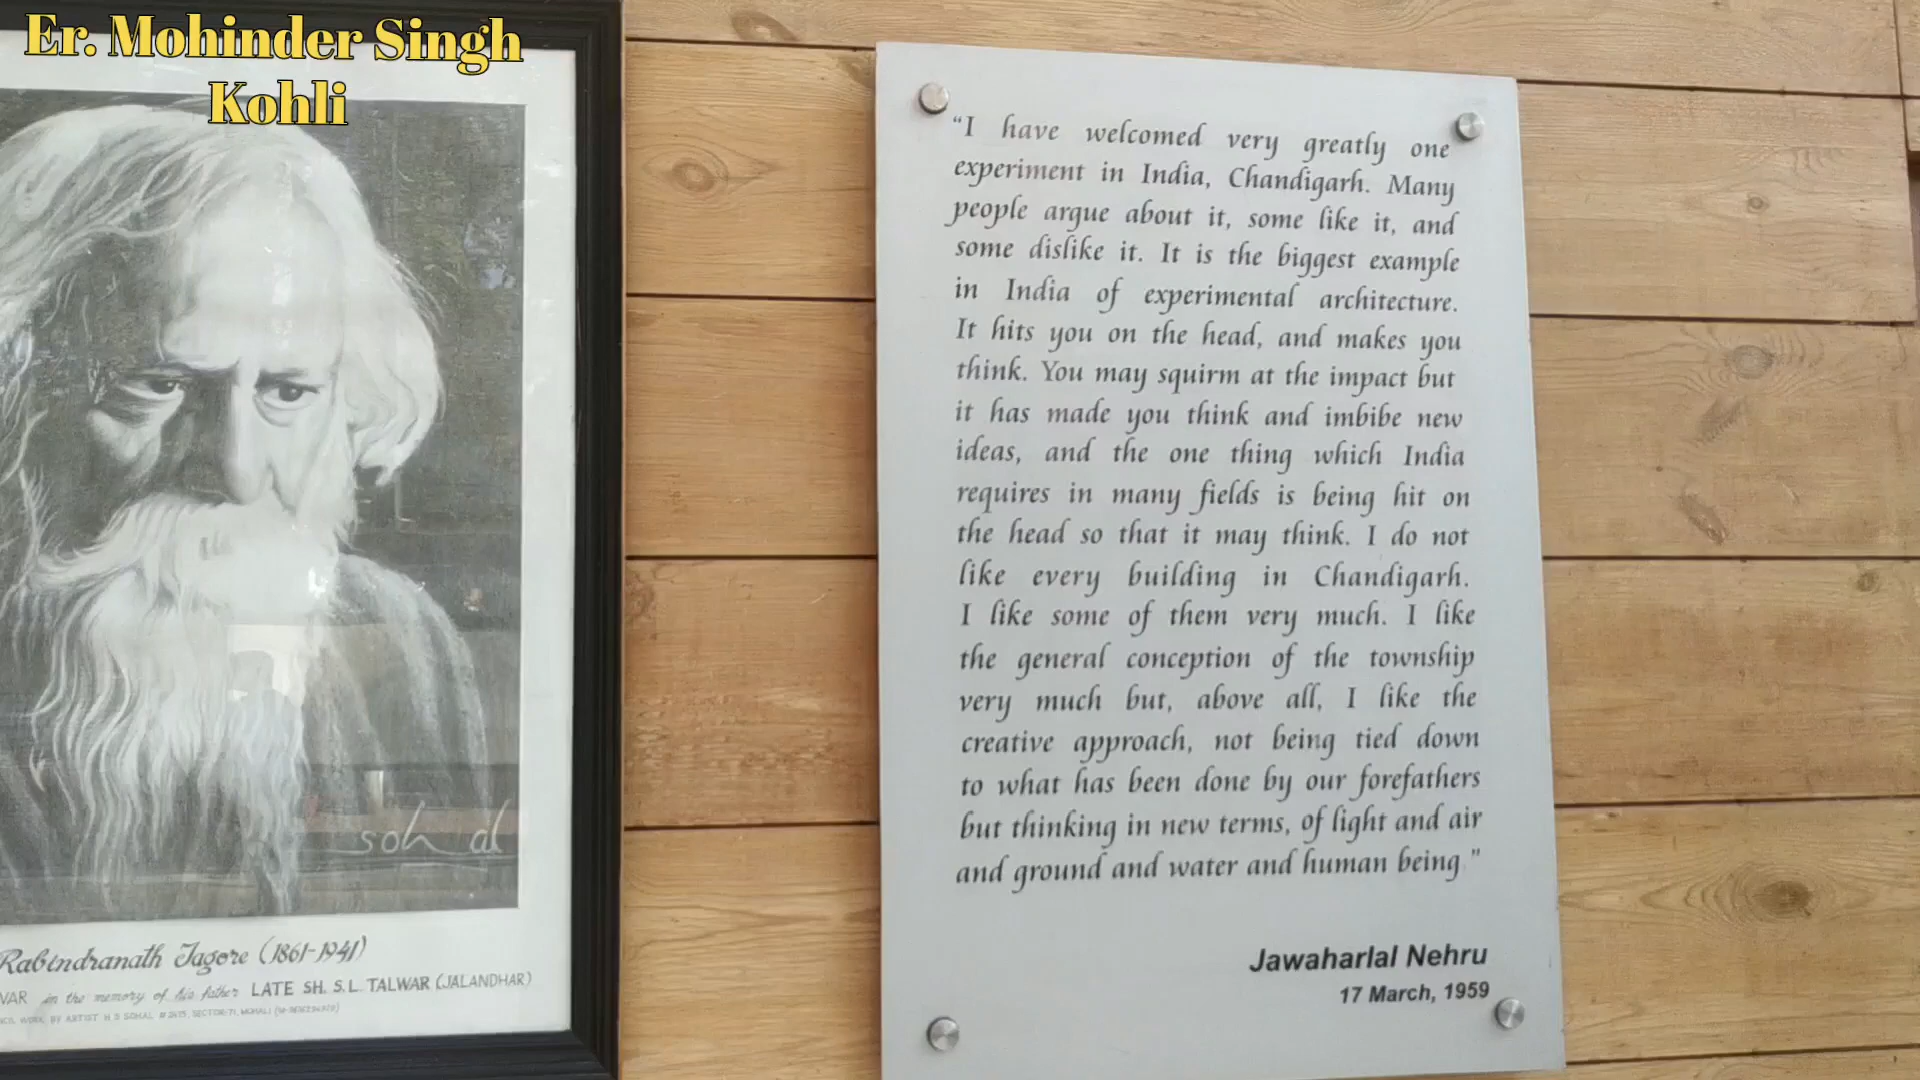 Er. Mohinder Singh
Kohli
“I have welcomed very greatly one
experiment in India, Chandigarh. Many
people argue about it, some like it, and
some dislike it. It is the biggest example
in India of experimental architecture.
It hits you on the head, and makes you
think. You may squirm at the impact but
it has made you think and imbibe new
ideas, and the one thing which India
requires in many fields is being hit on
the head so that it may think. I do not
like every building in Chandigarh.
I like some of them very much. I like
the general conception of the township
very much but, above all, I like the
creative approach, not being tied down
to what has been done by our forefathers
but thinking in new terms, of light and air
and ground and water and human being.”
Jawaharlal Nehru
17 March, 1959
sohal
Rabindranath Tagore (1861-1941)
in the memory of his father LATE SH. S.L. TALWAR (JALANDHAR)
WORK BY ARTIST H S SOHAL # SECTOR-71, MOHALI